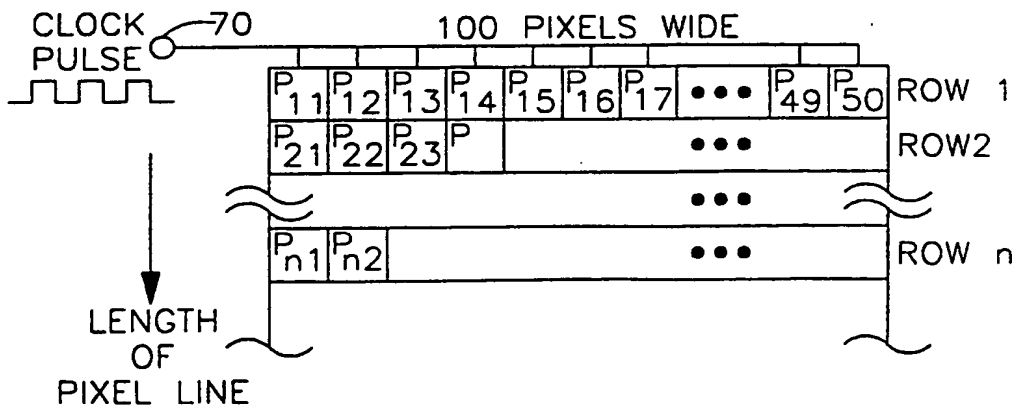 CLOCK PULSE
70
100 PIXELS WIDE
P11 P12 P13 P14 P15 P16 P17 ••• P49 P50 ROW 1
P21 P22 P23 P ••• ROW2
•••
Pn1 Pn2 ••• ROW n
LENGTH
OF
PIXEL LINE